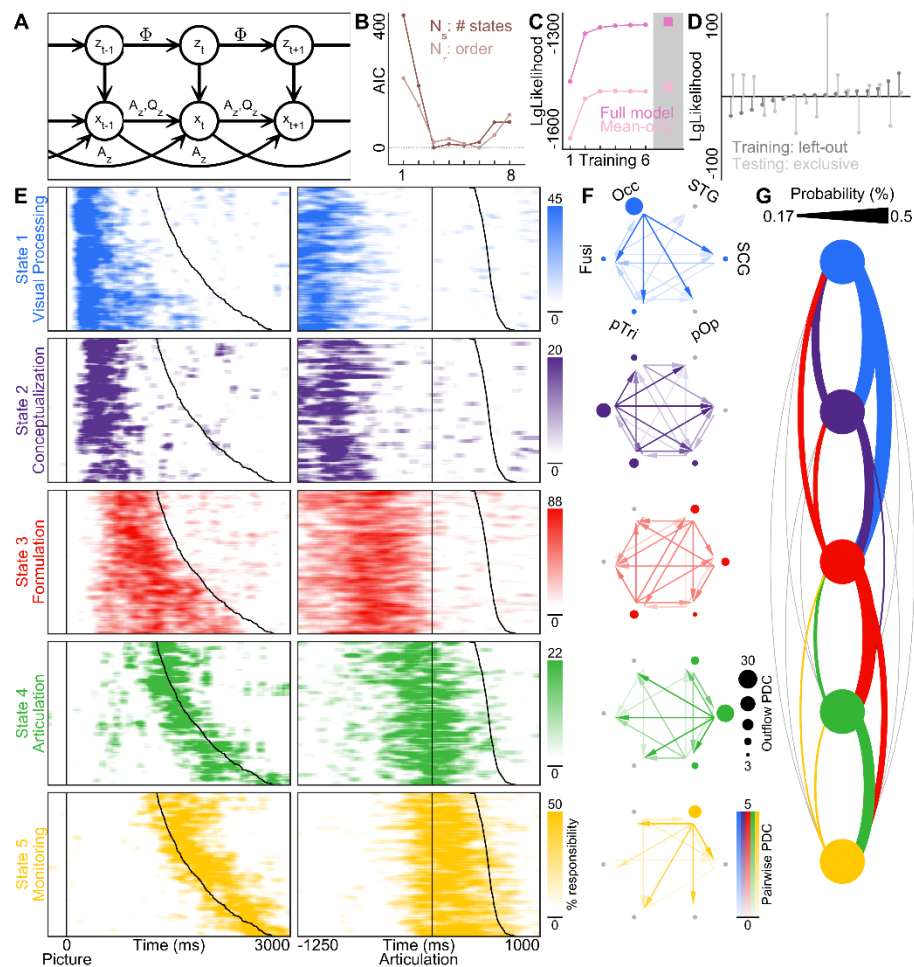 A
z_t-1
Φ
z_t
Φ
z_t+1
A_z,Q_z
A_z,Q_z
x_t-1
x_t
x_t+1
A_z
A_z
B
N_s: # states
N_τ: order
400
AIC
0
1
8
C
-1300
LgLikelihood
-1600
Full model
Mean-only
1 Training 6
D
100
LgLikelihood
-100
Training: left-out
Testing: exclusive
E
State 1
Visual Processing
45
0
State 2
Conceptualization
20
0
State 3
Formulation
88
0
State 4
Articulation
22
0
State 5
Monitoring
50
% responsibility
0
0
Time (ms)
3000
Picture
-1250
Time (ms)
1000
Articulation
F
Occ
STG
Fusi
SCG
pTri
pOp
30
Outflow PDC
3
5
Pairwise PDC
0
G
Probability (%)
0.17
0.5